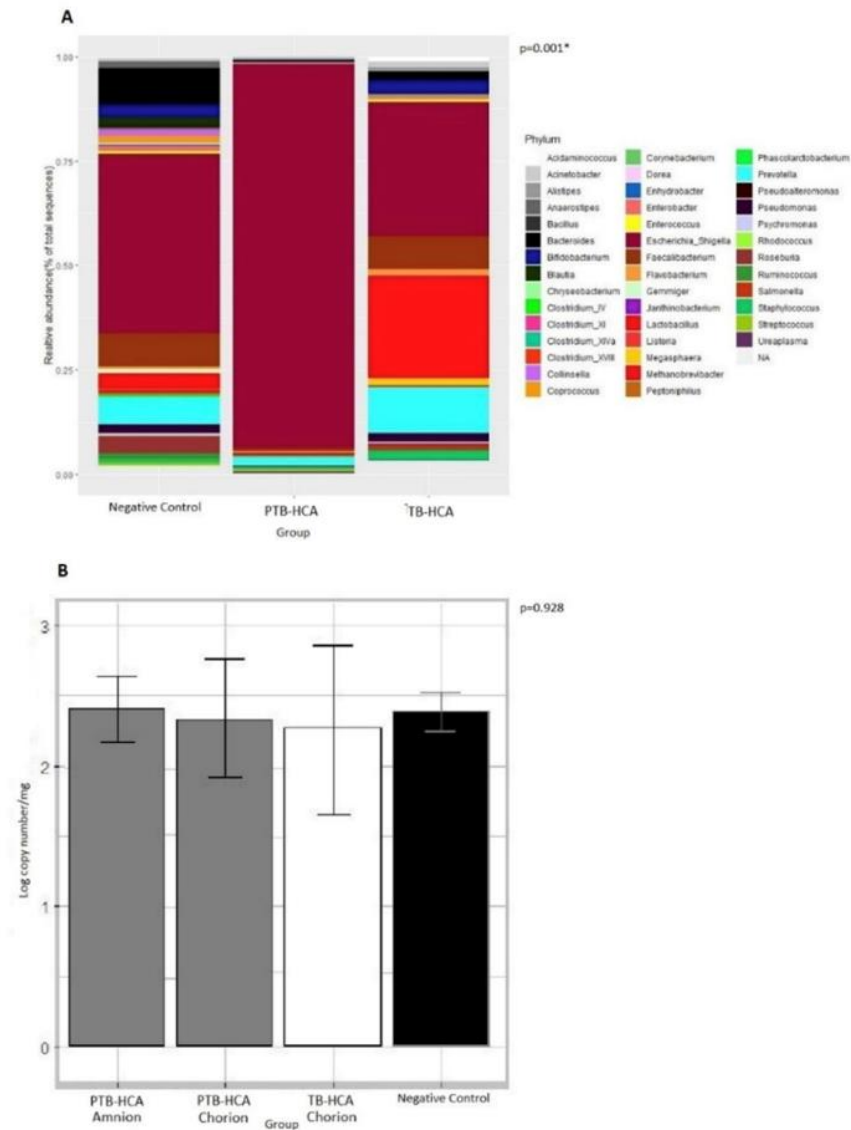 A
p=0.001*
Relative abundance(% of total sequences)
1.00
0.75
0.50
0.25
0.00
Negative Control
PTB-HCA
TB-HCA
Group
Phylum
Acidaminococcus
Acinetobacter
Alistipes
Anaerostipes
Bacillus
Bacteroides
Bifidobacterium
Blautia
Chryseobacterium
Clostridium_IV
Clostridium_XI
Clostridium_XIVa
Clostridium_XVIII
Collinsella
Coprococcus
Corynebacterium
Dorea
Enhydrobacter
Enterobacter
Enterococcus
Escherichia_Shigella
Faecalibacterium
Flavobacterium
Gemmiger
Janthinobacterium
Lactobacillus
Listeria
Megasphaera
Methanobrevibacter
Peptoniphilus
Phascolarctobacterium
Prevotella
Pseudoalteromonas
Pseudomonas
Psychromonas
Rhodococcus
Roseburia
Ruminococcus
Salmonella
Staphylococcus
Streptococcus
Ureaplasma
NA
B
p=0.928
Log copy number/mg
3
2
1
0
PTB-HCA
Amnion
PTB-HCA
Chorion
TB-HCA
Chorion
Negative Control
Group